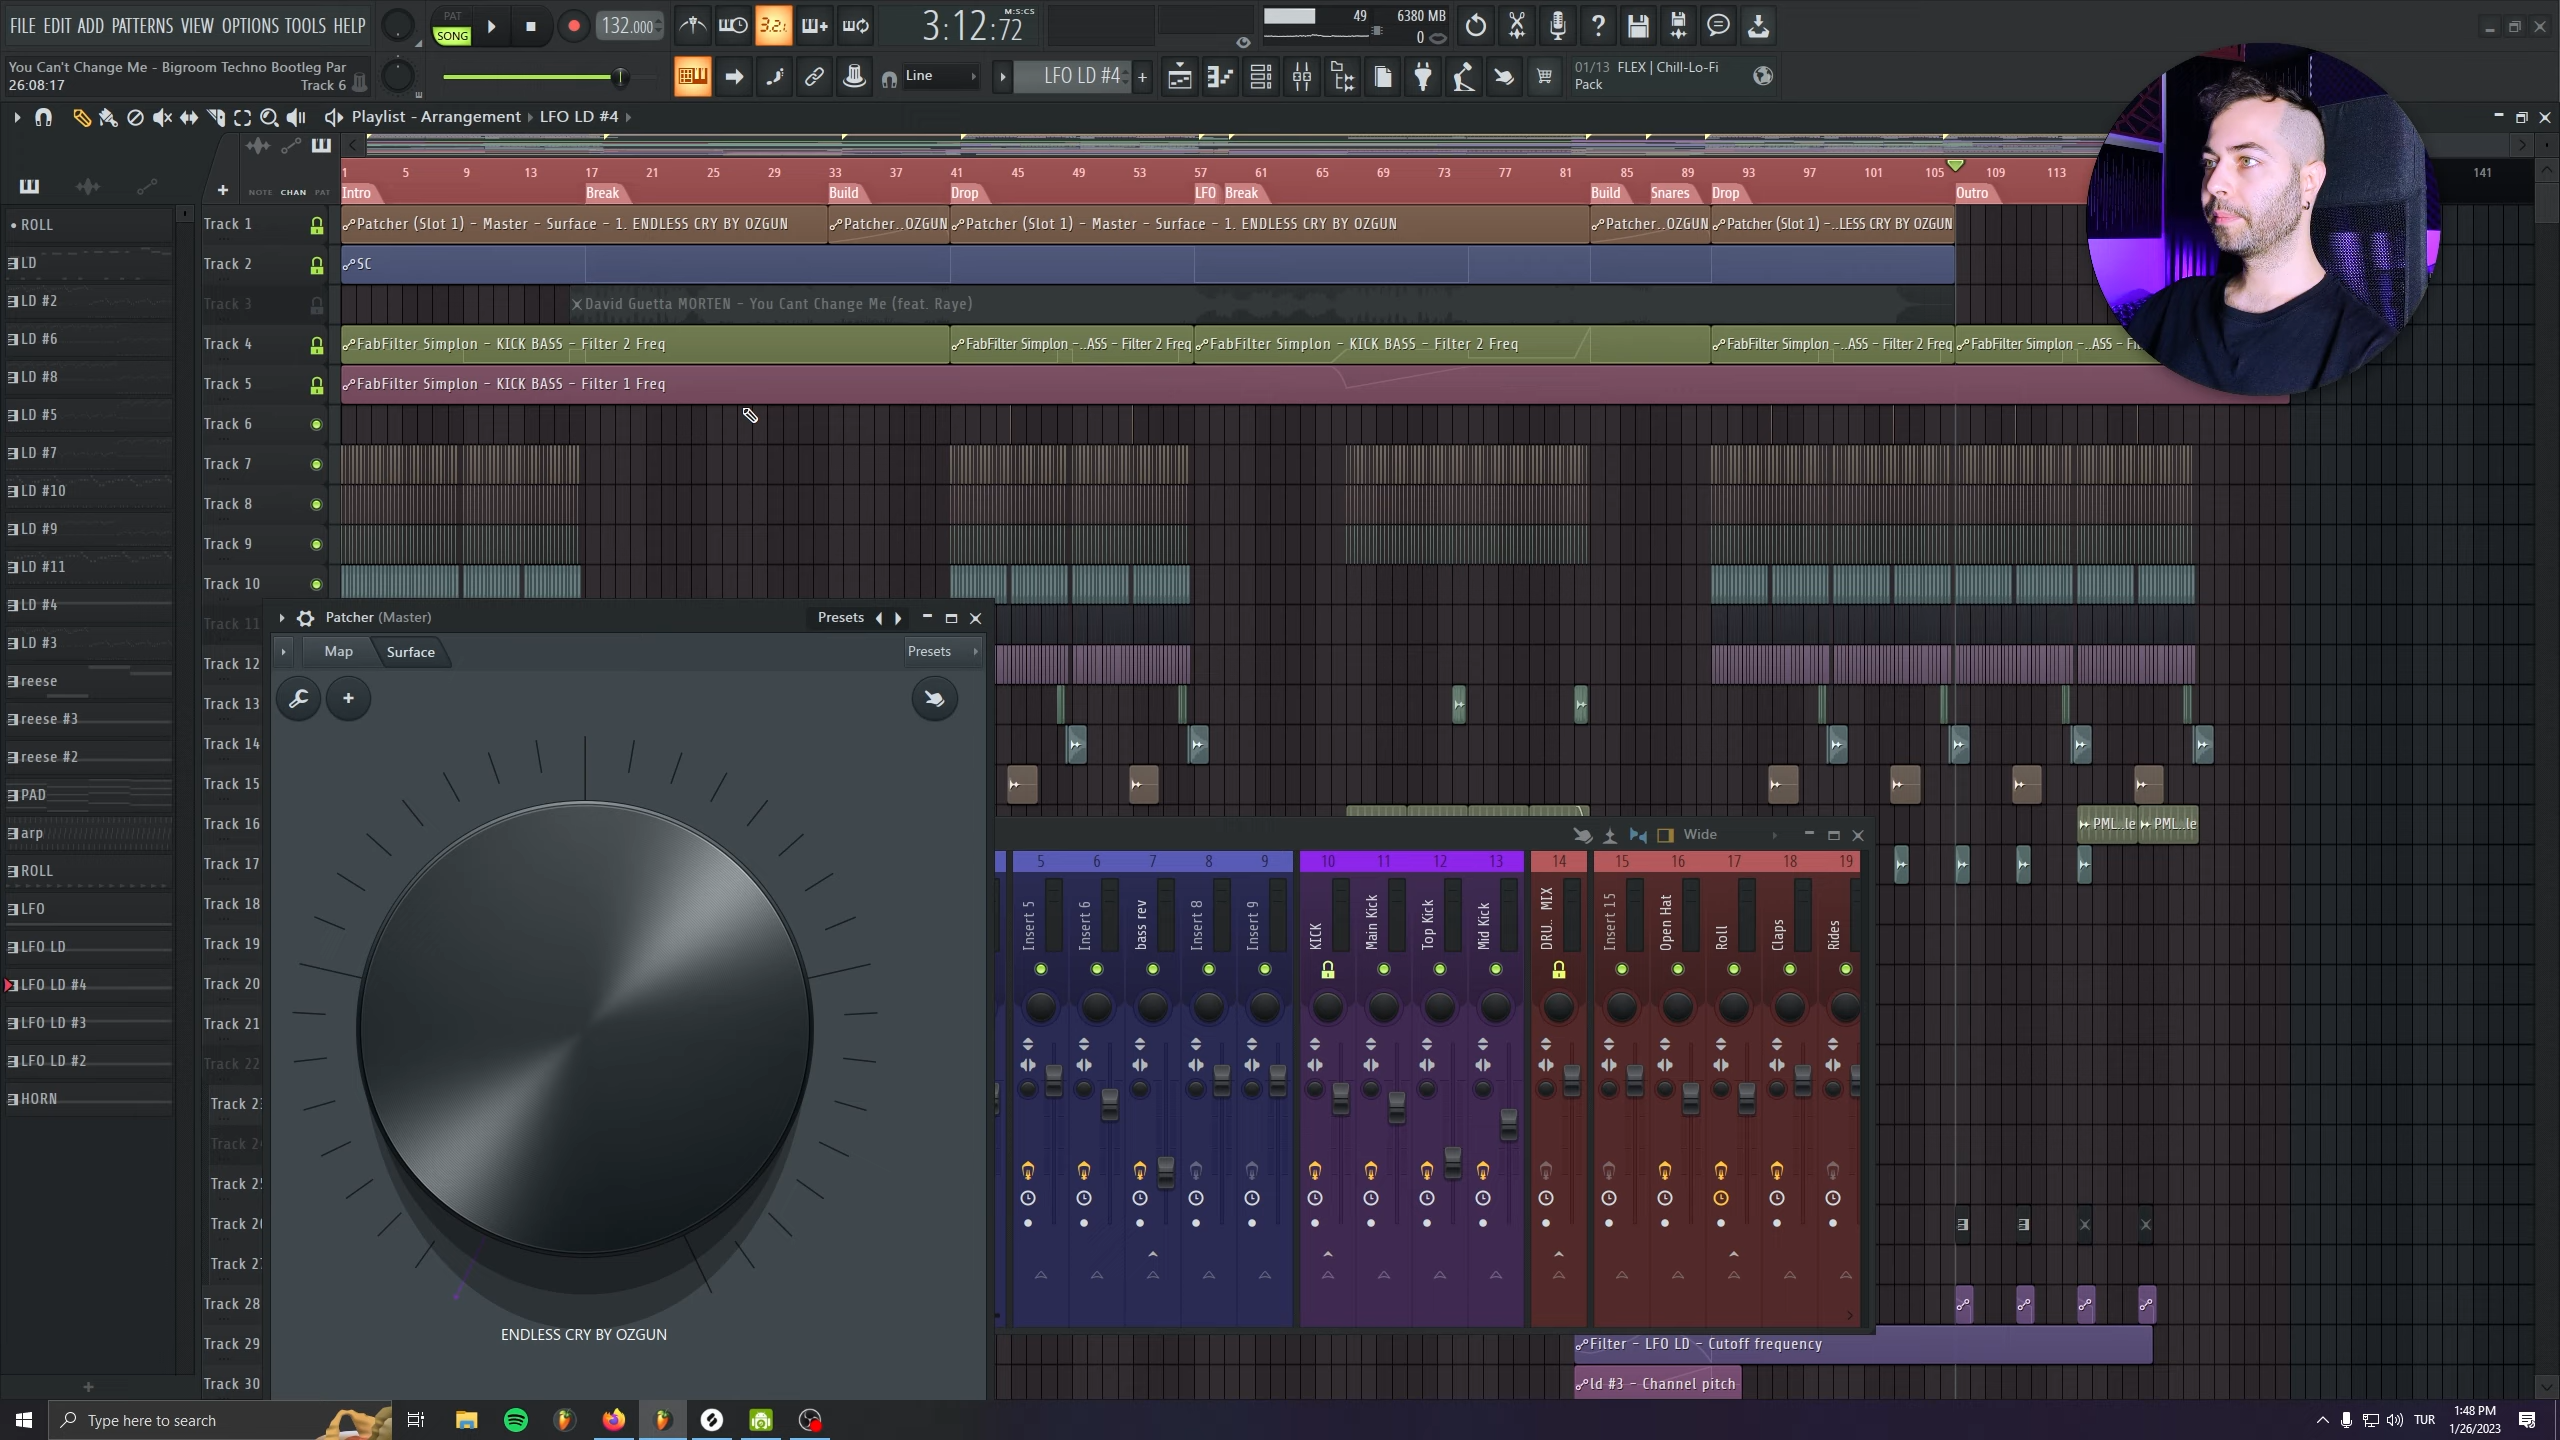 FILE EDIT ADD PATTERNS VIEW OPTIONS TOOLS HELP
PAT
SONG
132.000
3:12:72
M:S:CS
49
6380 MB
0
You Can't Change Me - Bigroom Techno Bootleg Par
26:08:17
Track 6
Line
LFO LD #4
01/13 FLEX | Chill-Lo-Fi
Pack
Playlist - Arrangement › LFO LD #4
NOTE CHAN PAT
1 5 9 13 17 21 25 29 33 37 41 45 49 53 57 61 65 69 73 77 81 85 89 93 97 101 105 109 113 141
Intro Break Build Drop LFO Break Build Snares Drop Outro
ROLL
LD
LD #2
LD #6
LD #8
LD #5
LD #7
LD #10
LD #9
LD #11
LD #4
LD #3
reese
reese #3
reese #2
PAD
arp
ROLL
LFO
LFO LD
LFO LD #4
LFO LD #3
LFO LD #2
HORN
Track 1
Patcher (Slot 1) - Master - Surface - 1. ENDLESS CRY BY OZGUN
Patcher..OZGUN
Patcher (Slot 1) - Master - Surface - 1. ENDLESS CRY BY OZGUN
Patcher..OZGUN
Patcher (Slot 1) -..LESS CRY BY OZGUN
Track 2
SC
Track 3
David Guetta MORTEN - You Cant Change Me (feat. Raye)
Track 4
FabFilter Simplon - KICK BASS - Filter 2 Freq
FabFilter Simplon -..ASS - Filter 2 Freq
FabFilter Simplon - KICK BASS - Filter 2 Freq
FabFilter Simplon -..ASS - Filter 2 Freq
FabFilter Simplon -..ASS -
Track 5
FabFilter Simplon - KICK BASS - Filter 1 Freq
Track 6
Track 7
Track 8
Track 9
Track 10
Track 11
Track 12
Track 13
Track 14
Track 15
Track 16
PML..le
PML..le
Track 17
Track 18
Track 19
Track 20
Track 21
Track 22
Track 2
Track 2
Track 2
Track 2
Track 2
Track 28
Track 29
Filter - LFO LD - Cutoff frequency
Track 30
ld #3 - Channel pitch
Patcher (Master)
Presets
Map
Surface
Presets
ENDLESS CRY BY OZGUN
Wide
5 6 7 8 9 10 11 12 13 14 15 16 17 18 19
Insert 5
Insert 6
bass rev
Insert 8
Insert 9
KICK
Main Kick
Top Kick
Mid Kick
DRU.. MIX
Insert 15
Open Hat
Roll
Claps
Rides
Type here to search
TUR
1:48 PM
1/26/2023